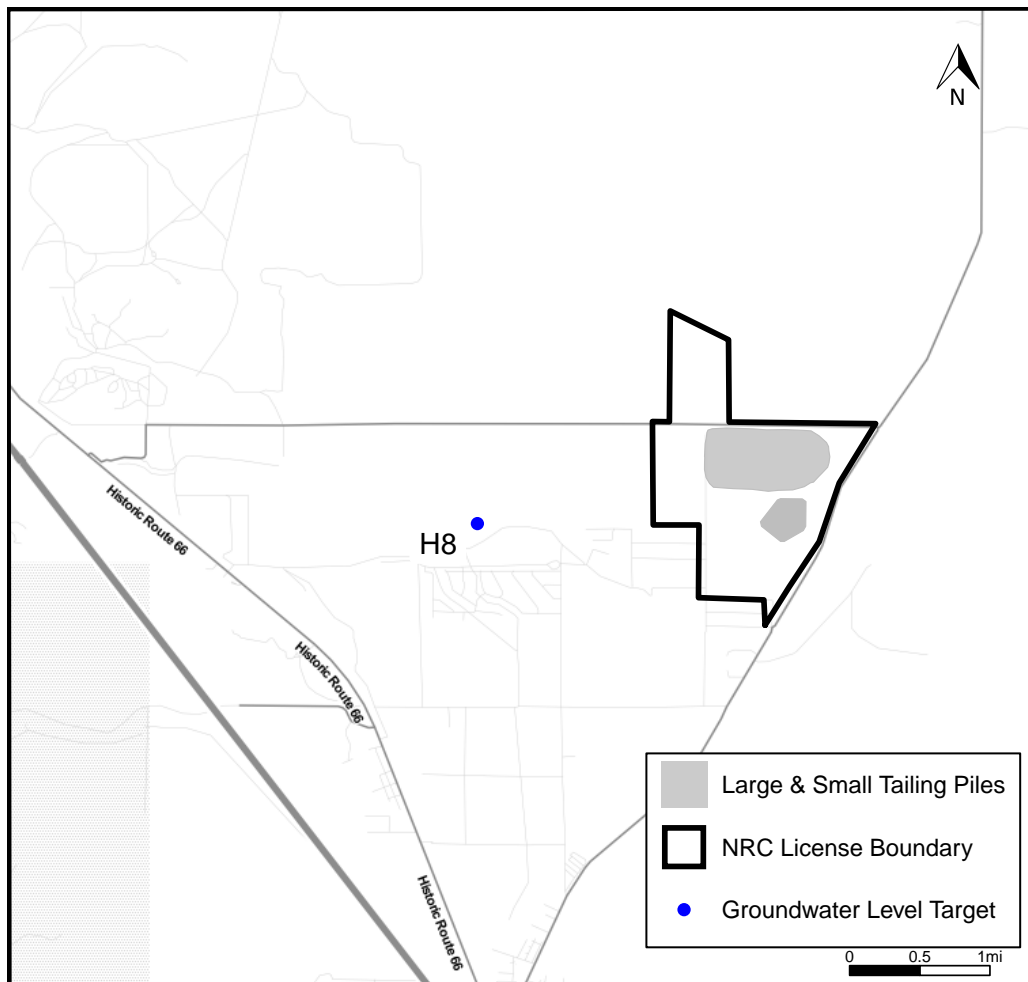 N
Historic Route 66
H8
Historic Route 66
Historic Route 66
Large & Small Tailing Piles
NRC License Boundary
Groundwater Level Target
0 0.5 1mi